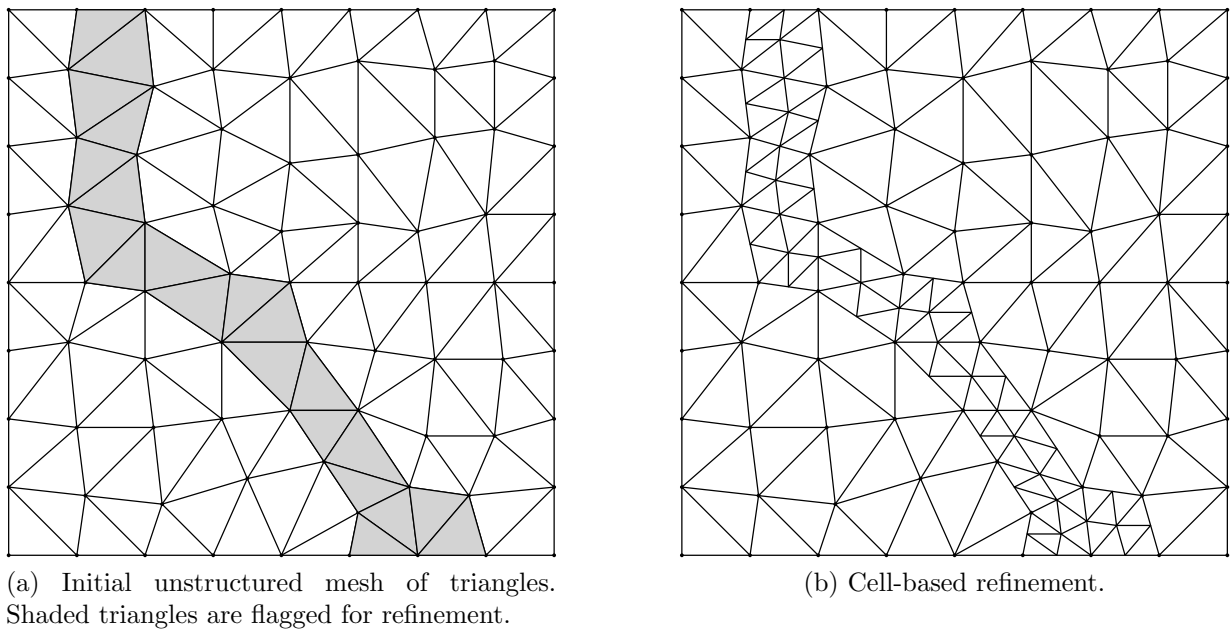 (a) Initial unstructured mesh of triangles.
Shaded triangles are flagged for refinement.
(b) Cell-based refinement.